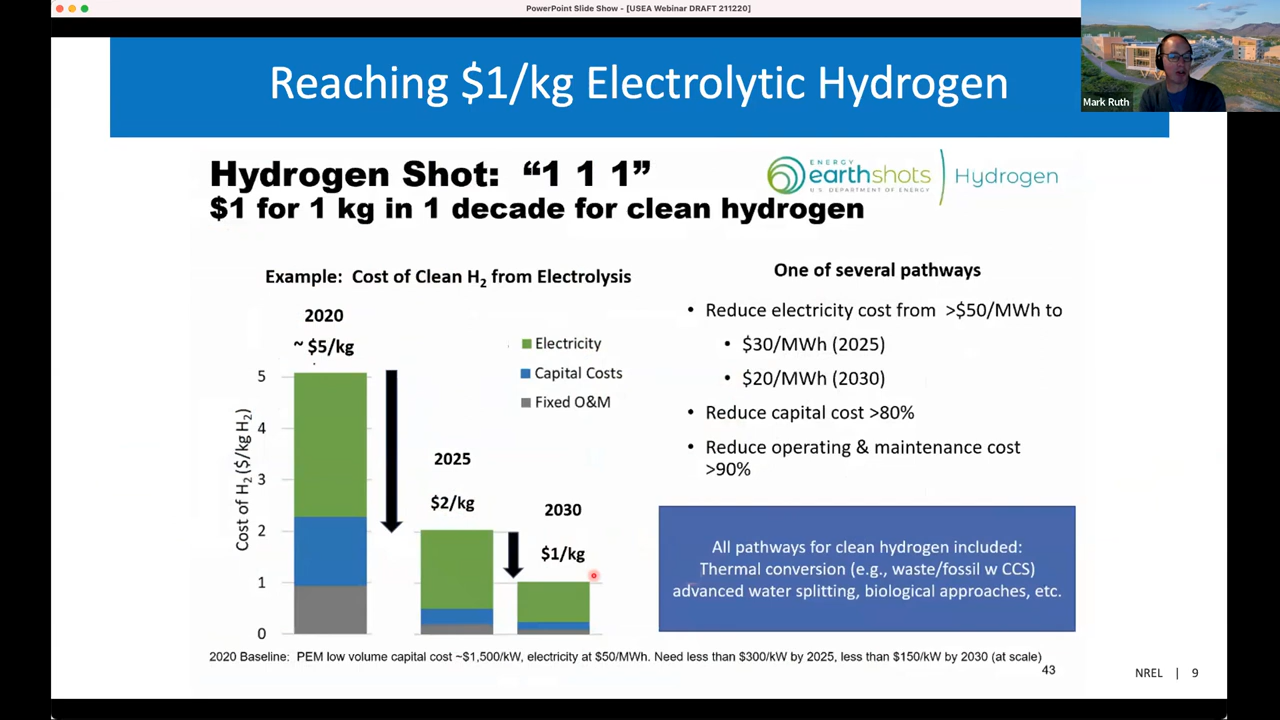 PowerPoint Slide Show - [USEA Webinar DRAFT 211220]
Reaching $1/kg Electrolytic Hydrogen
Mark Ruth
Hydrogen Shot: “1 1 1”
$1 for 1 kg in 1 decade for clean hydrogen
ENERGY
earthshots
U.S. DEPARTMENT OF ENERGY
Hydrogen
Example: Cost of Clean H2 from Electrolysis
2020
~ $5/kg
2025
$2/kg
2030
$1/kg
Electricity
Capital Costs
Fixed O&M
Cost of H2 ($/kg H2)
5
4
3
2
1
0
One of several pathways
• Reduce electricity cost from >$50/MWh to
• $30/MWh (2025)
• $20/MWh (2030)
• Reduce capital cost >80%
• Reduce operating & maintenance cost
>90%
All pathways for clean hydrogen included:
Thermal conversion (e.g., waste/fossil w CCS)
advanced water splitting, biological approaches, etc.
2020 Baseline: PEM low volume capital cost ~$1,500/kW, electricity at $50/MWh. Need less than $300/kW by 2025, less than $150/kW by 2030 (at scale)
43
NREL | 9